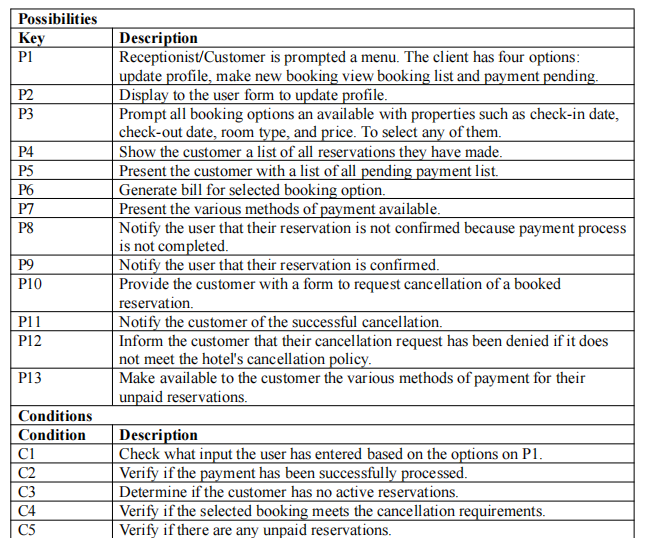 Possibilities
Key Description
P1 Receptionist/Customer is prompted a menu. The client has four options:
update profile, make new booking view booking list and payment pending.
P2 Display to the user form to update profile.
P3 Prompt all booking options an available with properties such as check-in date,
check-out date, room type, and price. To select any of them.
P4 Show the customer a list of all reservations they have made.
P5 Present the customer with a list of all pending payment list.
P6 Generate bill for selected booking option.
P7 Present the various methods of payment available.
P8 Notify the user that their reservation is not confirmed because payment process
is not completed.
P9 Notify the user that their reservation is confirmed.
P10 Provide the customer with a form to request cancellation of a booked
reservation.
P11 Notify the customer of the successful cancellation.
P12 Inform the customer that their cancellation request has been denied if it does
not meet the hotel's cancellation policy.
P13 Make available to the customer the various methods of payment for their
unpaid reservations.
Conditions
Condition Description
C1 Check what input the user has entered based on the options on P1.
C2 Verify if the payment has been successfully processed.
C3 Determine if the customer has no active reservations.
C4 Verify if the selected booking meets the cancellation requirements.
C5 Verify if there are any unpaid reservations.